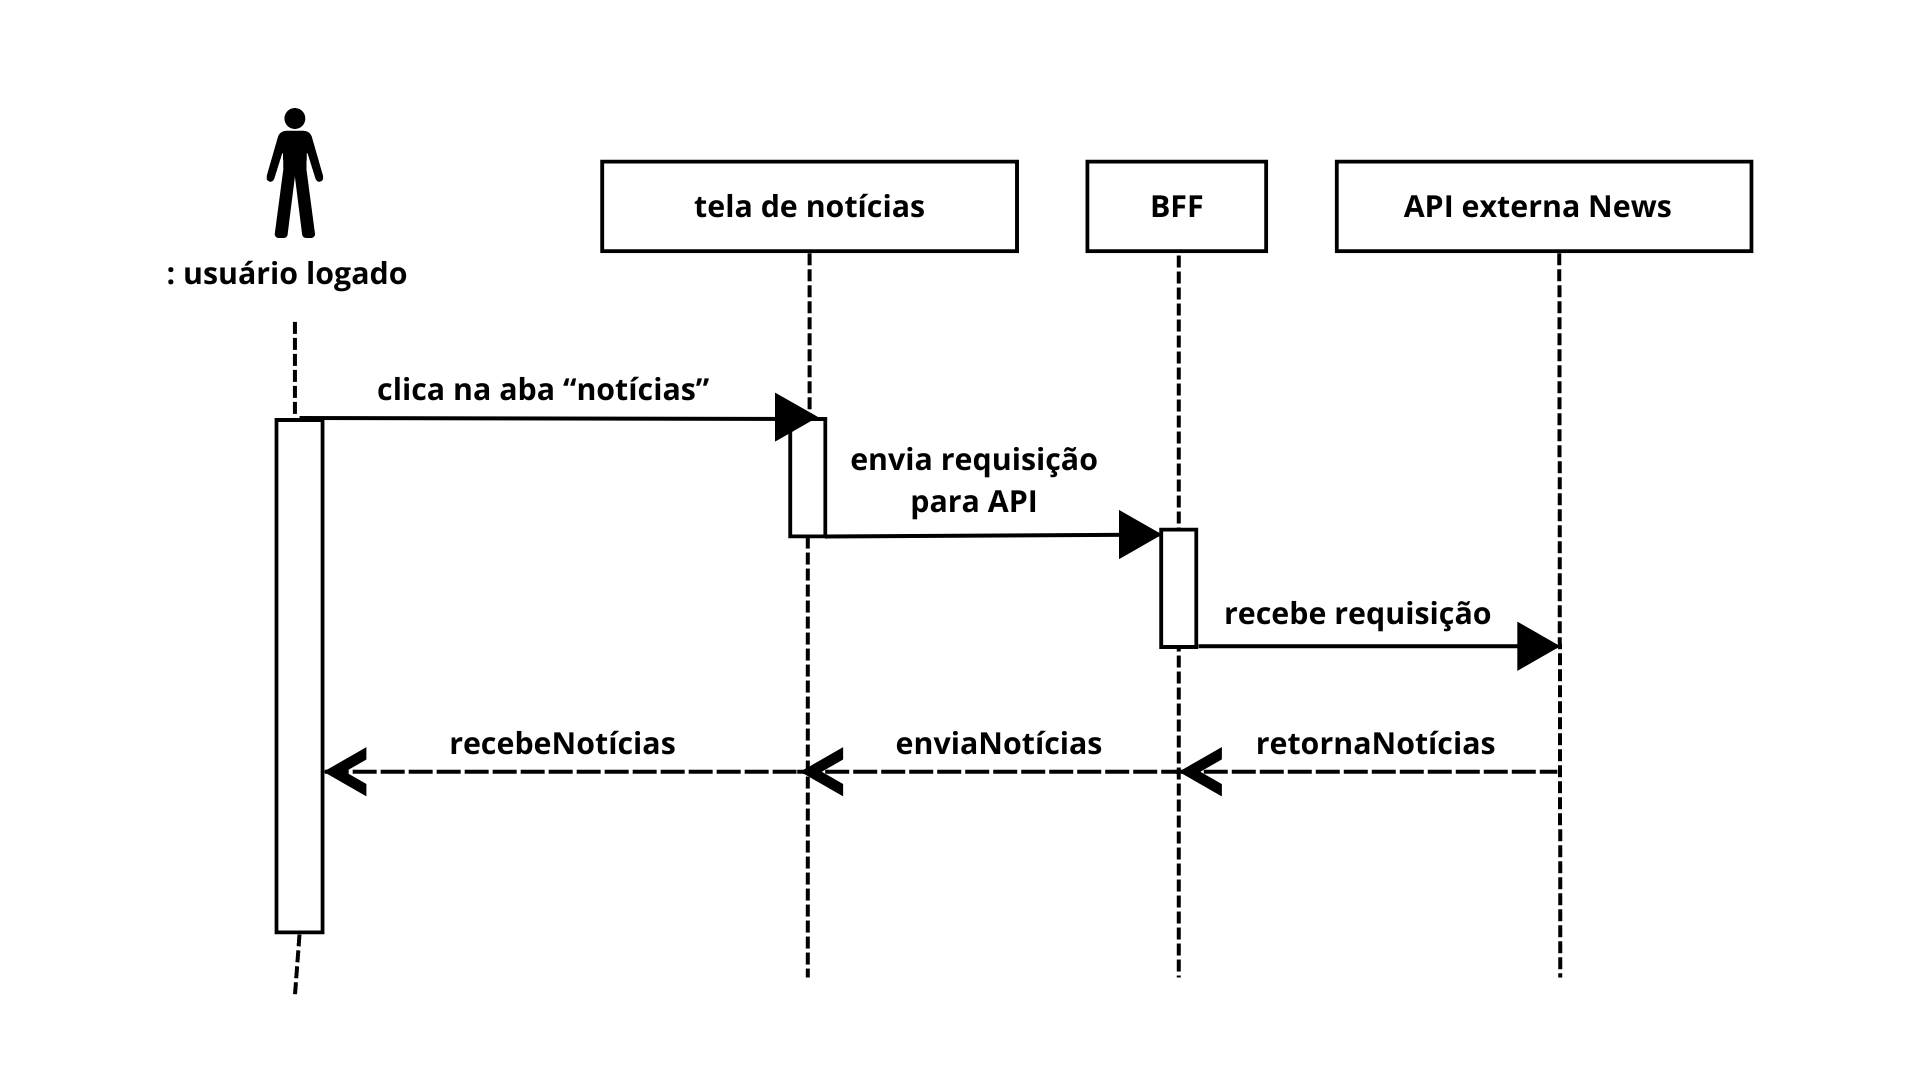 tela de notícias
BFF
API externa News
: usuário logado
clica na aba “notícias”
envia requisição
para API
recebe requisição
recebeNotícias
enviaNotícias
retornaNotícias